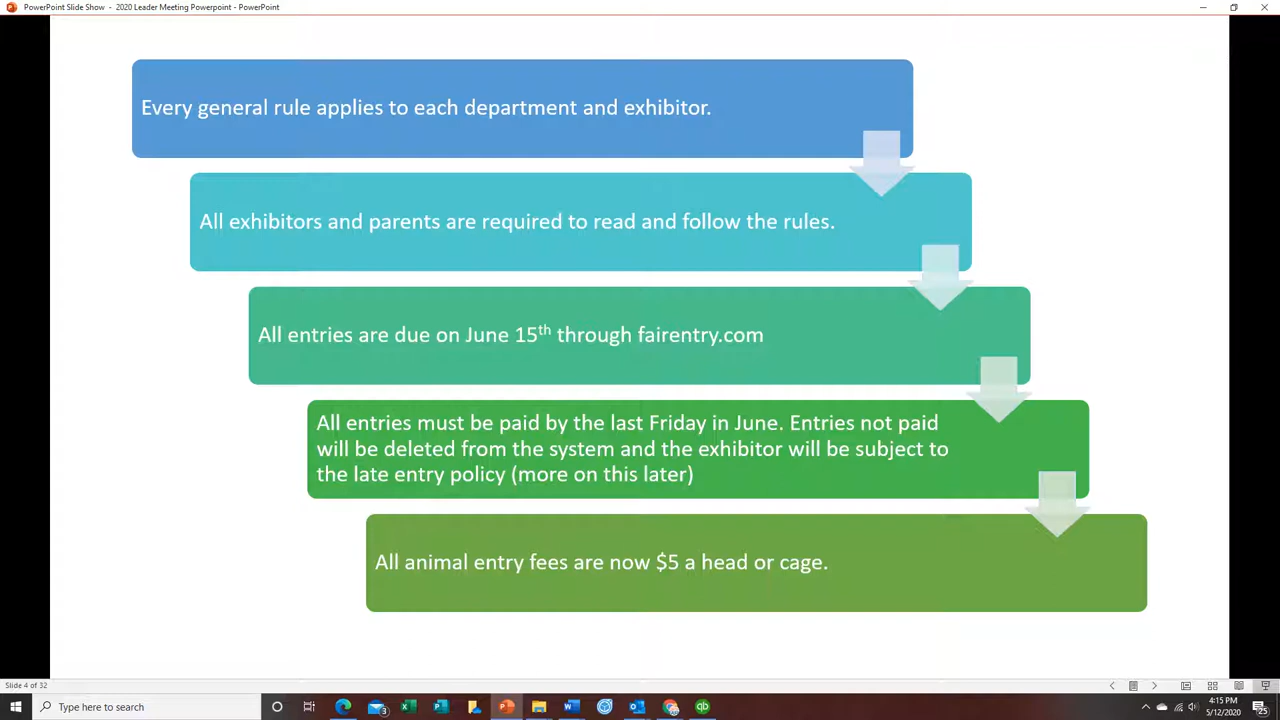 PowerPoint Slide Show - 2020 Leader Meeting Powerpoint - PowerPoint
Every general rule applies to each department and exhibitor.
All exhibitors and parents are required to read and follow the rules.
All entries are due on June 15th through fairentry.com
All entries must be paid by the last Friday in June. Entries not paid
will be deleted from the system and the exhibitor will be subject to
the late entry policy (more on this later)
All animal entry fees are now $5 a head or cage.
Slide 4 of 32
Type here to search
3
4:15 PM
5/12/2020
25